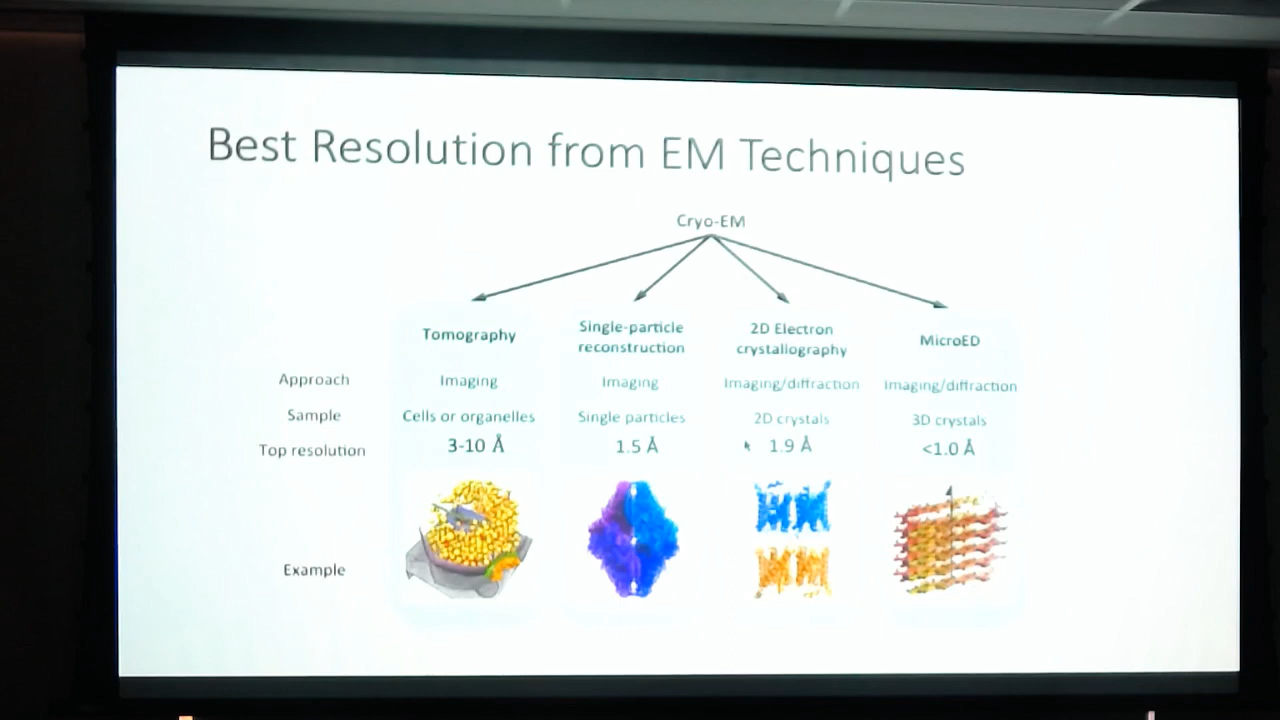 Best Resolution from EM Techniques
Cryo-EM
Tomography
Single-particle
reconstruction
2D Electron
crystallography
MicroED
Approach
Imaging
Imaging
Imaging/diffraction
Imaging/diffraction
Sample
Cells or organelles
Single particles
2D crystals
3D crystals
Top resolution
3-10 Å
1.5 Å
1.9 Å
<1.0 Å
Example